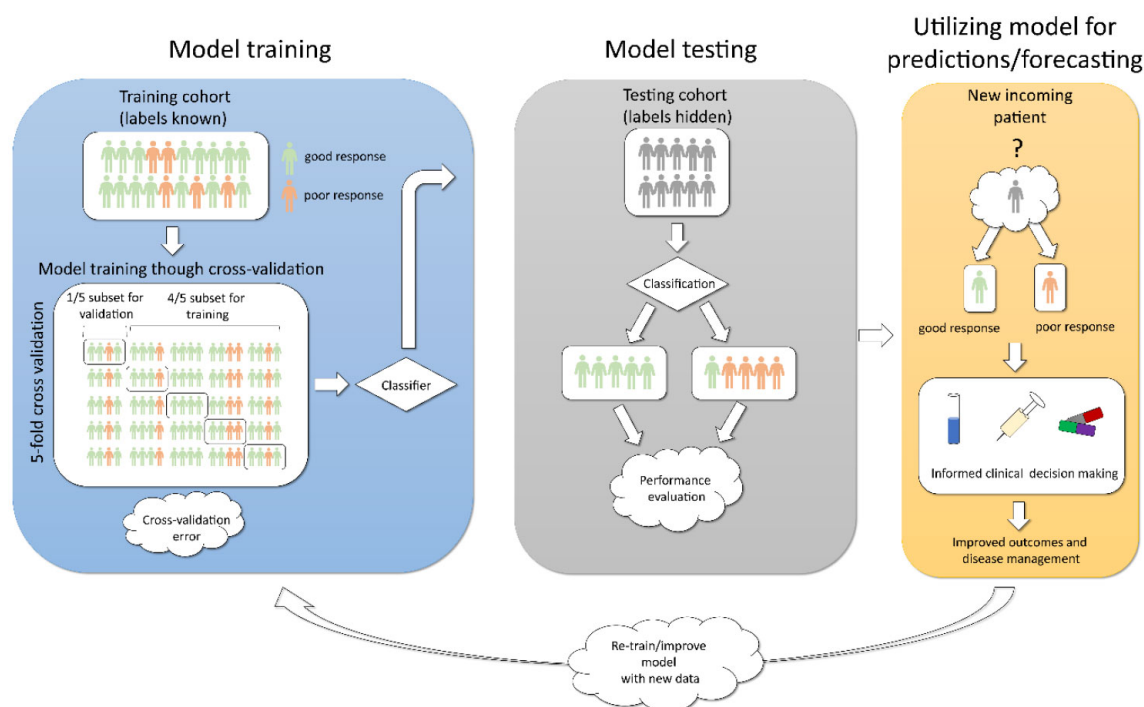 Model training
Training cohort
(labels known)
good response
poor response
Model training though cross-validation
5-fold cross validation
1/5 subset for
validation
4/5 subset for
training
Classifier
Cross-validation
error
Model testing
Testing cohort
(labels hidden)
Classification
Performance
evaluation
Utilizing model for
predictions/forecasting
New incoming
patient
?
good response
poor response
Informed clinical decision making
Improved outcomes and
disease management
Re-train/improve
model
with new data